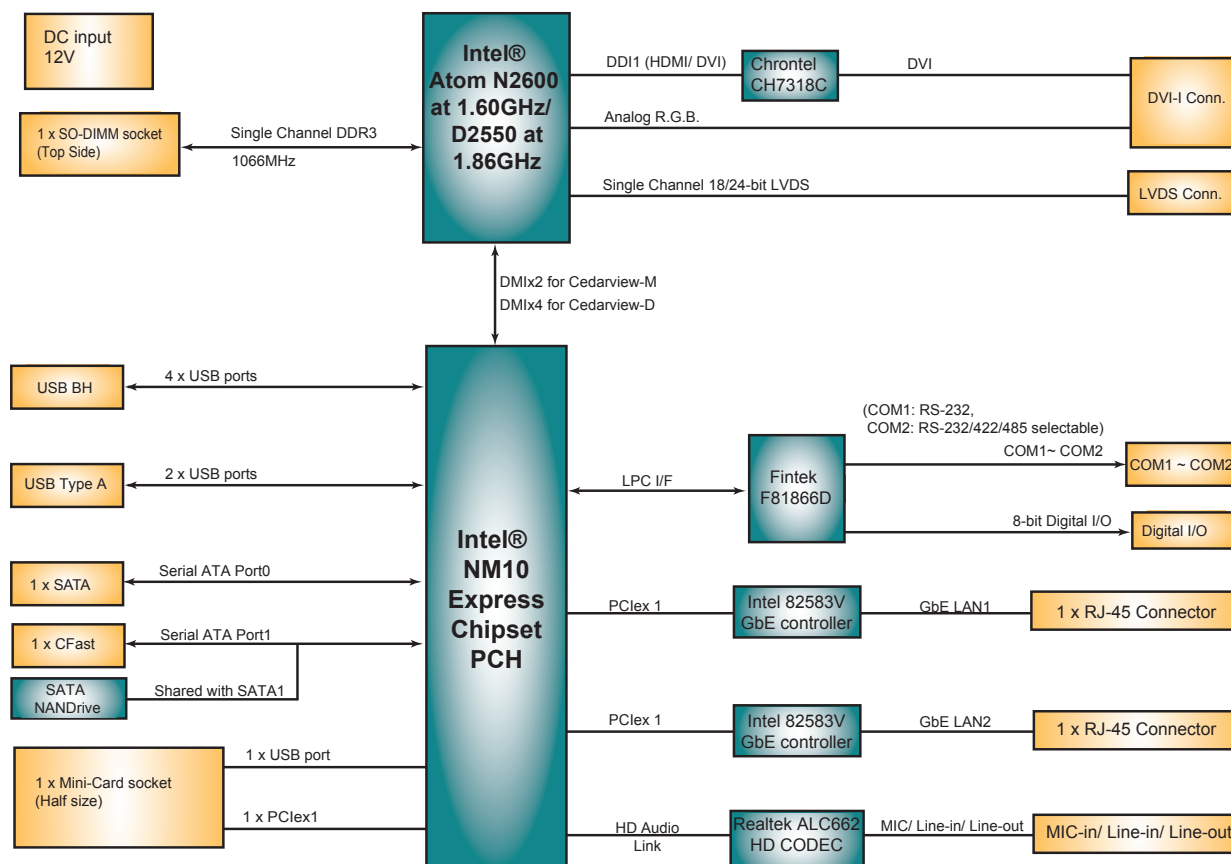 DC input
12V
Intel®
Atom N2600
at 1.60GHz/
D2550 at
1.86GHz
DDI1 (HDMI/ DVI)
Chrontel
CH7318C
DVI
DVI-I Conn.
1 x SO-DIMM socket
(Top Side)
Single Channel DDR3
1066MHz
Analog R.G.B.
Single Channel 18/24-bit LVDS
LVDS Conn.
DMIx2 for Cedarview-M
DMIx4 for Cedarview-D
USB BH
4 x USB ports
USB Type A
2 x USB ports
1 x SATA
Serial ATA Port0
1 x CFast
Serial ATA Port1
SATA
NANDrive
Shared with SATA1
1 x Mini-Card socket
(Half size)
1 x USB port
1 x PCIex1
Intel®
NM10
Express
Chipset
PCH
LPC I/F
Fintek
F81866D
(COM1: RS-232,
COM2: RS-232/422/485 selectable)
COM1~ COM2
COM1 ~ COM2
8-bit Digital I/O
Digital I/O
PCIex 1
Intel 82583V
GbE controller
GbE LAN1
1 x RJ-45 Connector
PCIex 1
Intel 82583V
GbE controller
GbE LAN2
1 x RJ-45 Connector
HD Audio
Link
Realtek ALC662
HD CODEC
MIC/ Line-in/ Line-out
MIC-in/ Line-in/ Line-out